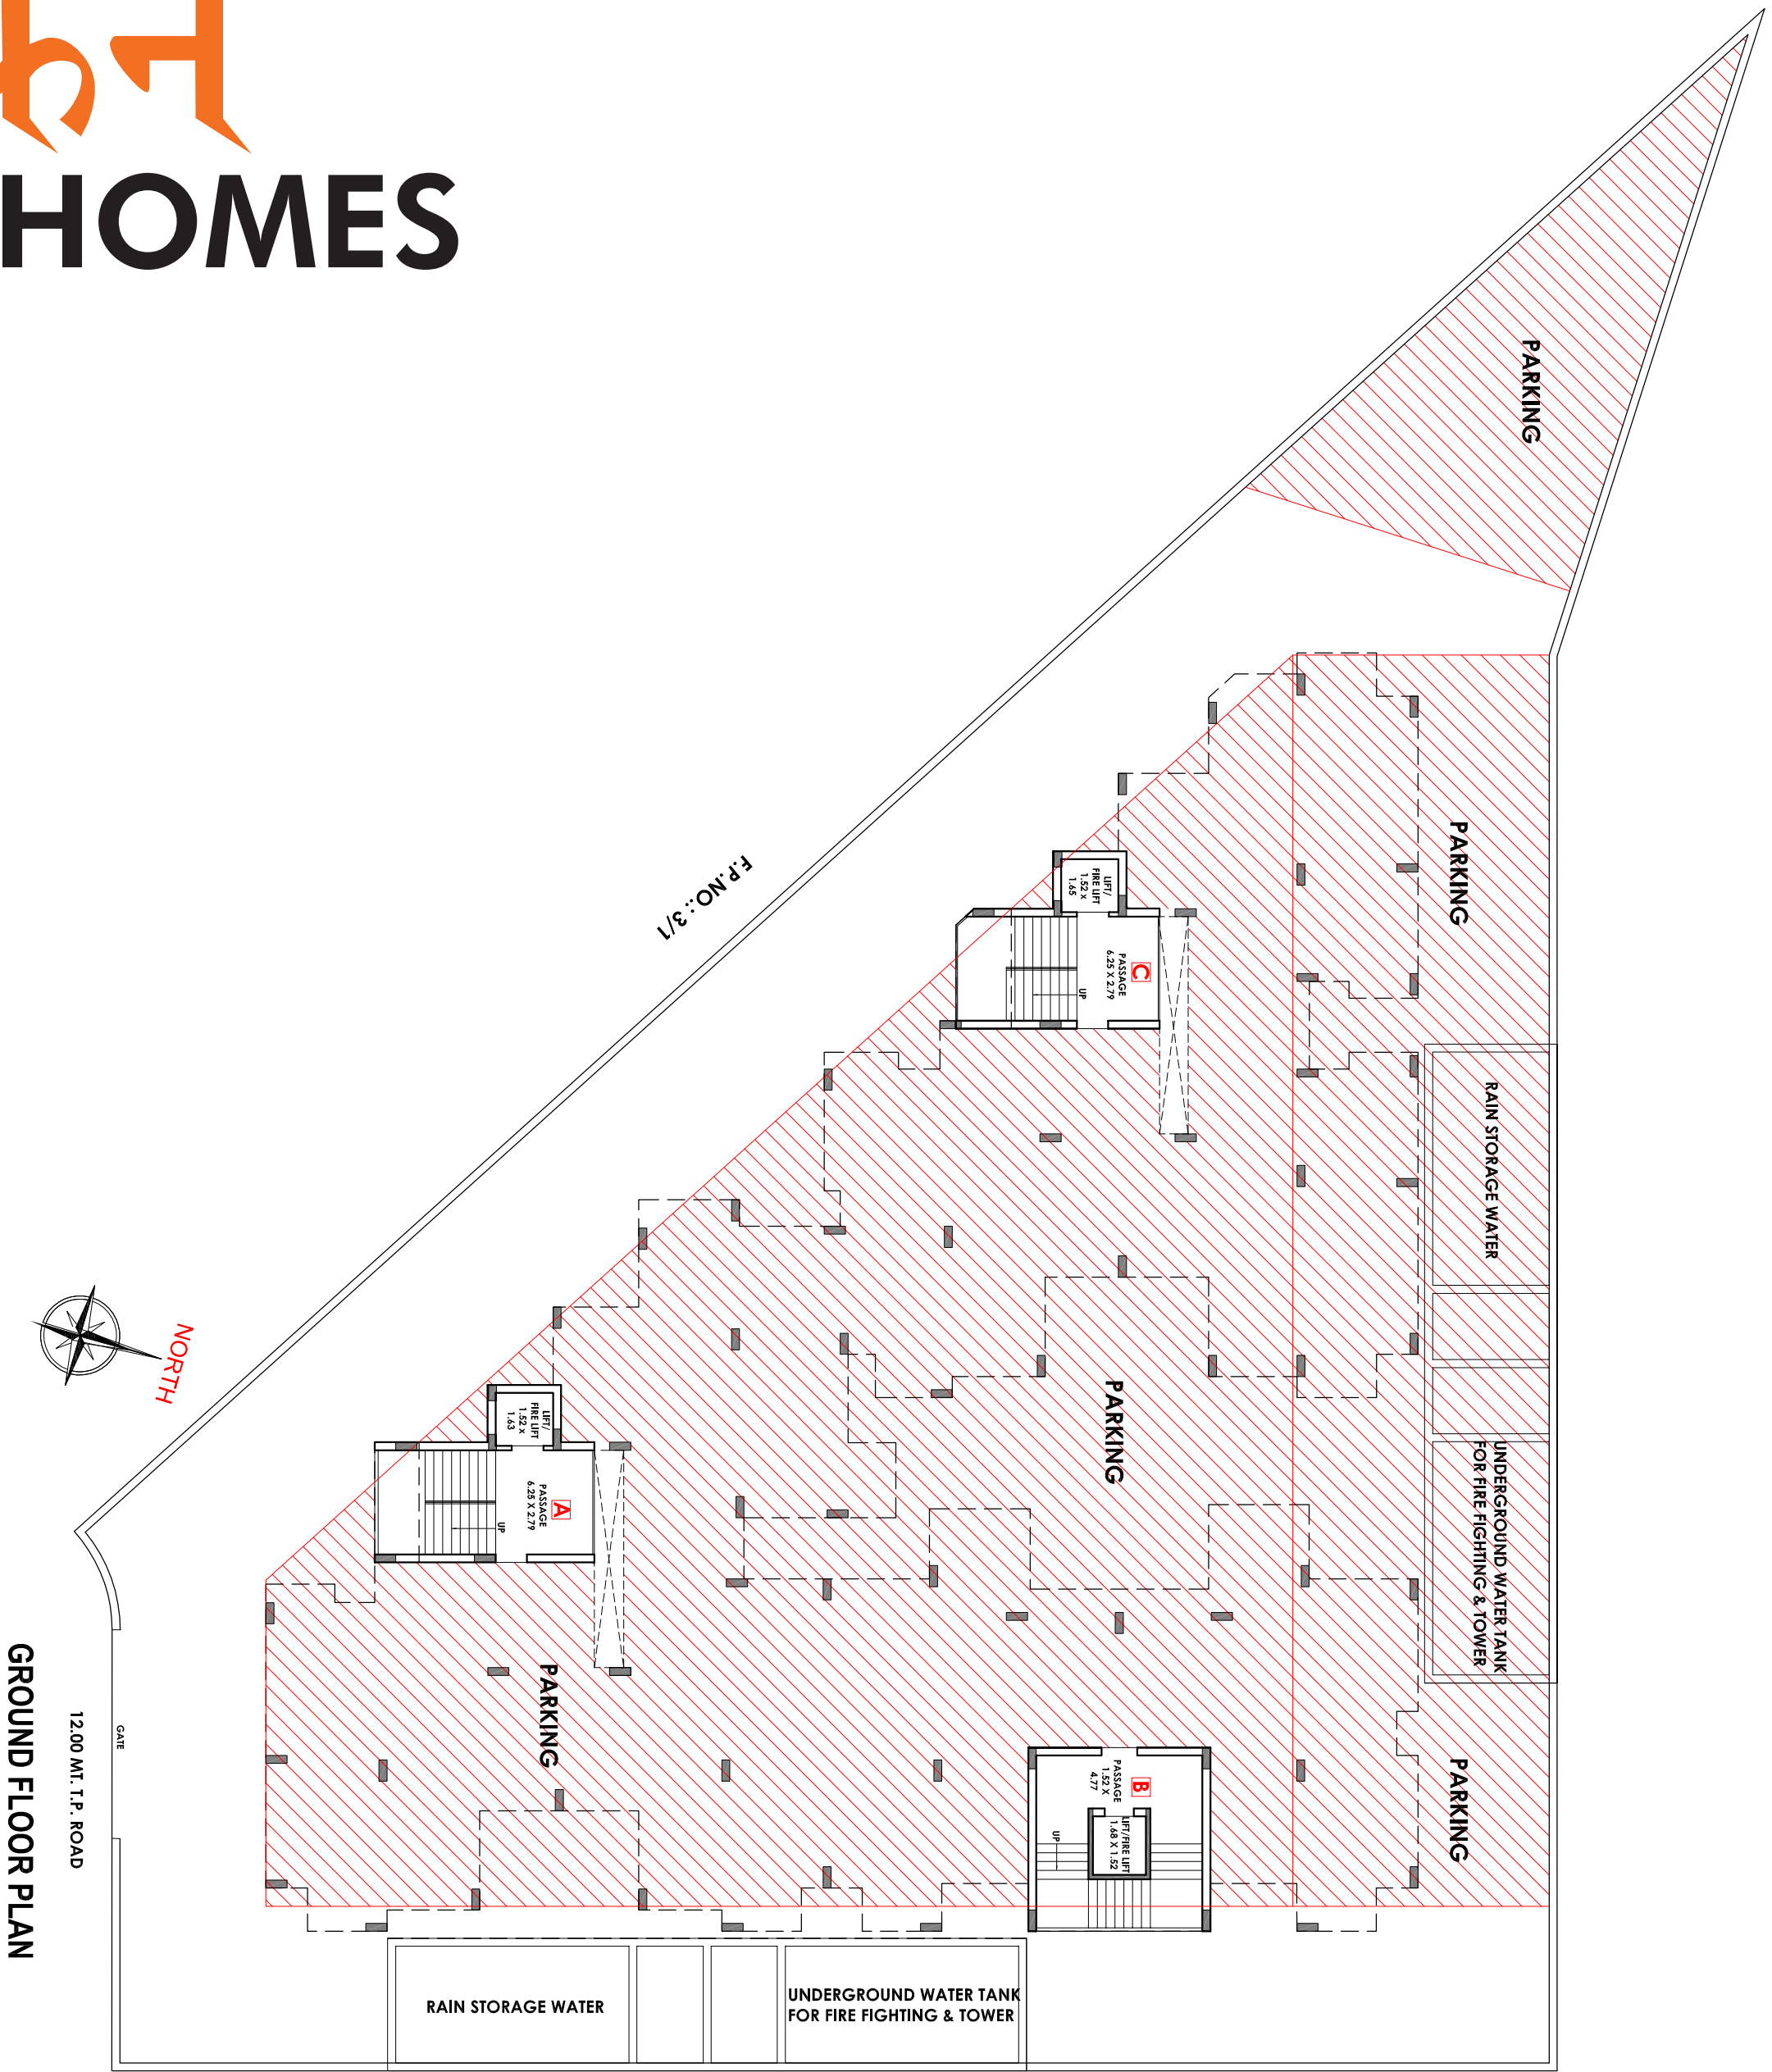 HOMES
PARKING
F.P.NO.: 3/1
PARKING
LIFT/
FIRE LIFT
1.52 X
1.65
C
PASSAGE
6.25 X 2.79
UP
RAIN STORAGE WATER
NORTH
PARKING
LIFT/
FIRE LIFT
1.52 X
1.63
A
PASSAGE
6.25 X 2.79
UP
UNDERGROUND WATER TANK
FOR FIRE FIGHTING & TOWER
PARKING
PARKING
B
PASSAGE
1.52 X
4.77
LIFT/FIRE LIFT
1.68 X 1.52
UP
GATE
12.00 MT. T.P. ROAD
GROUND FLOOR PLAN
RAIN STORAGE WATER
UNDERGROUND WATER TANK
FOR FIRE FIGHTING & TOWER